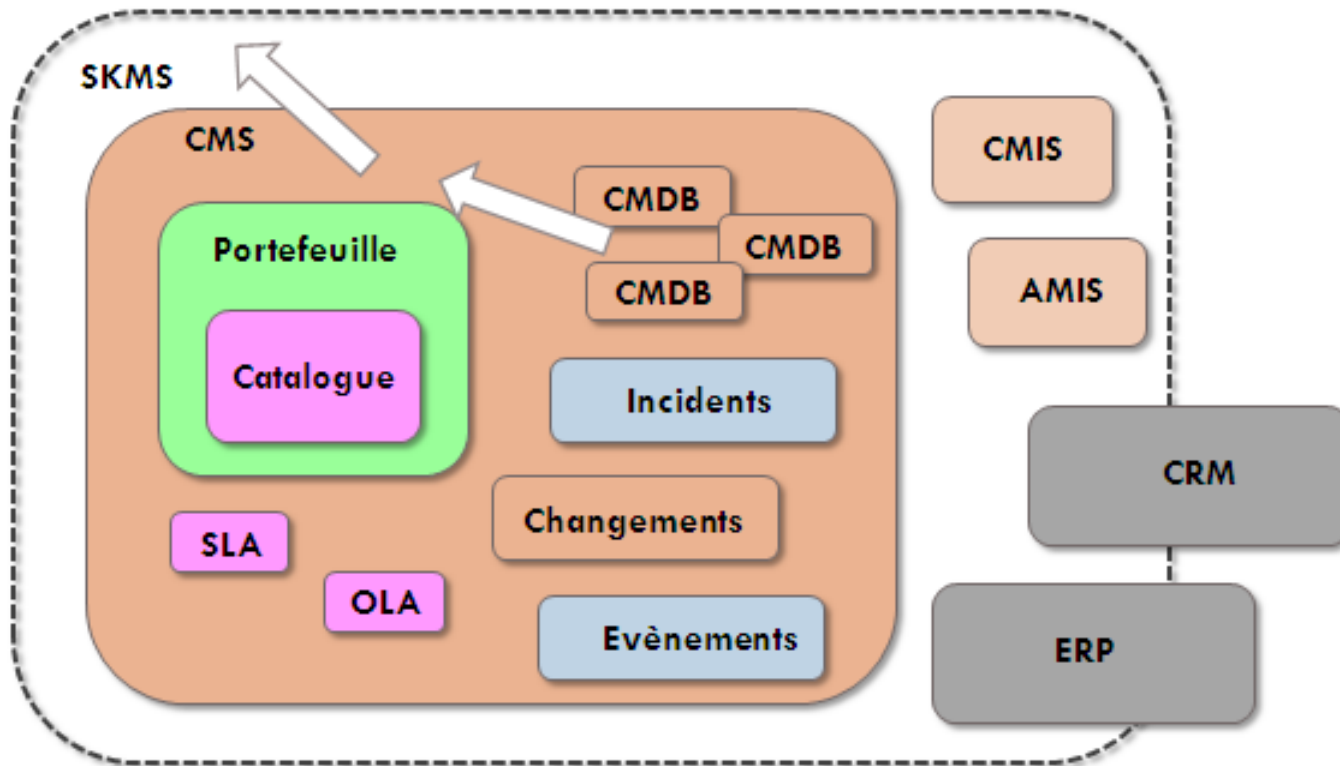 SKMS
CMS
CMIS
CMDB
CMDB
Portefeuille
CMDB
AMIS
Catalogue
Incidents
CRM
Changements
SLA
OLA
Evènements
ERP